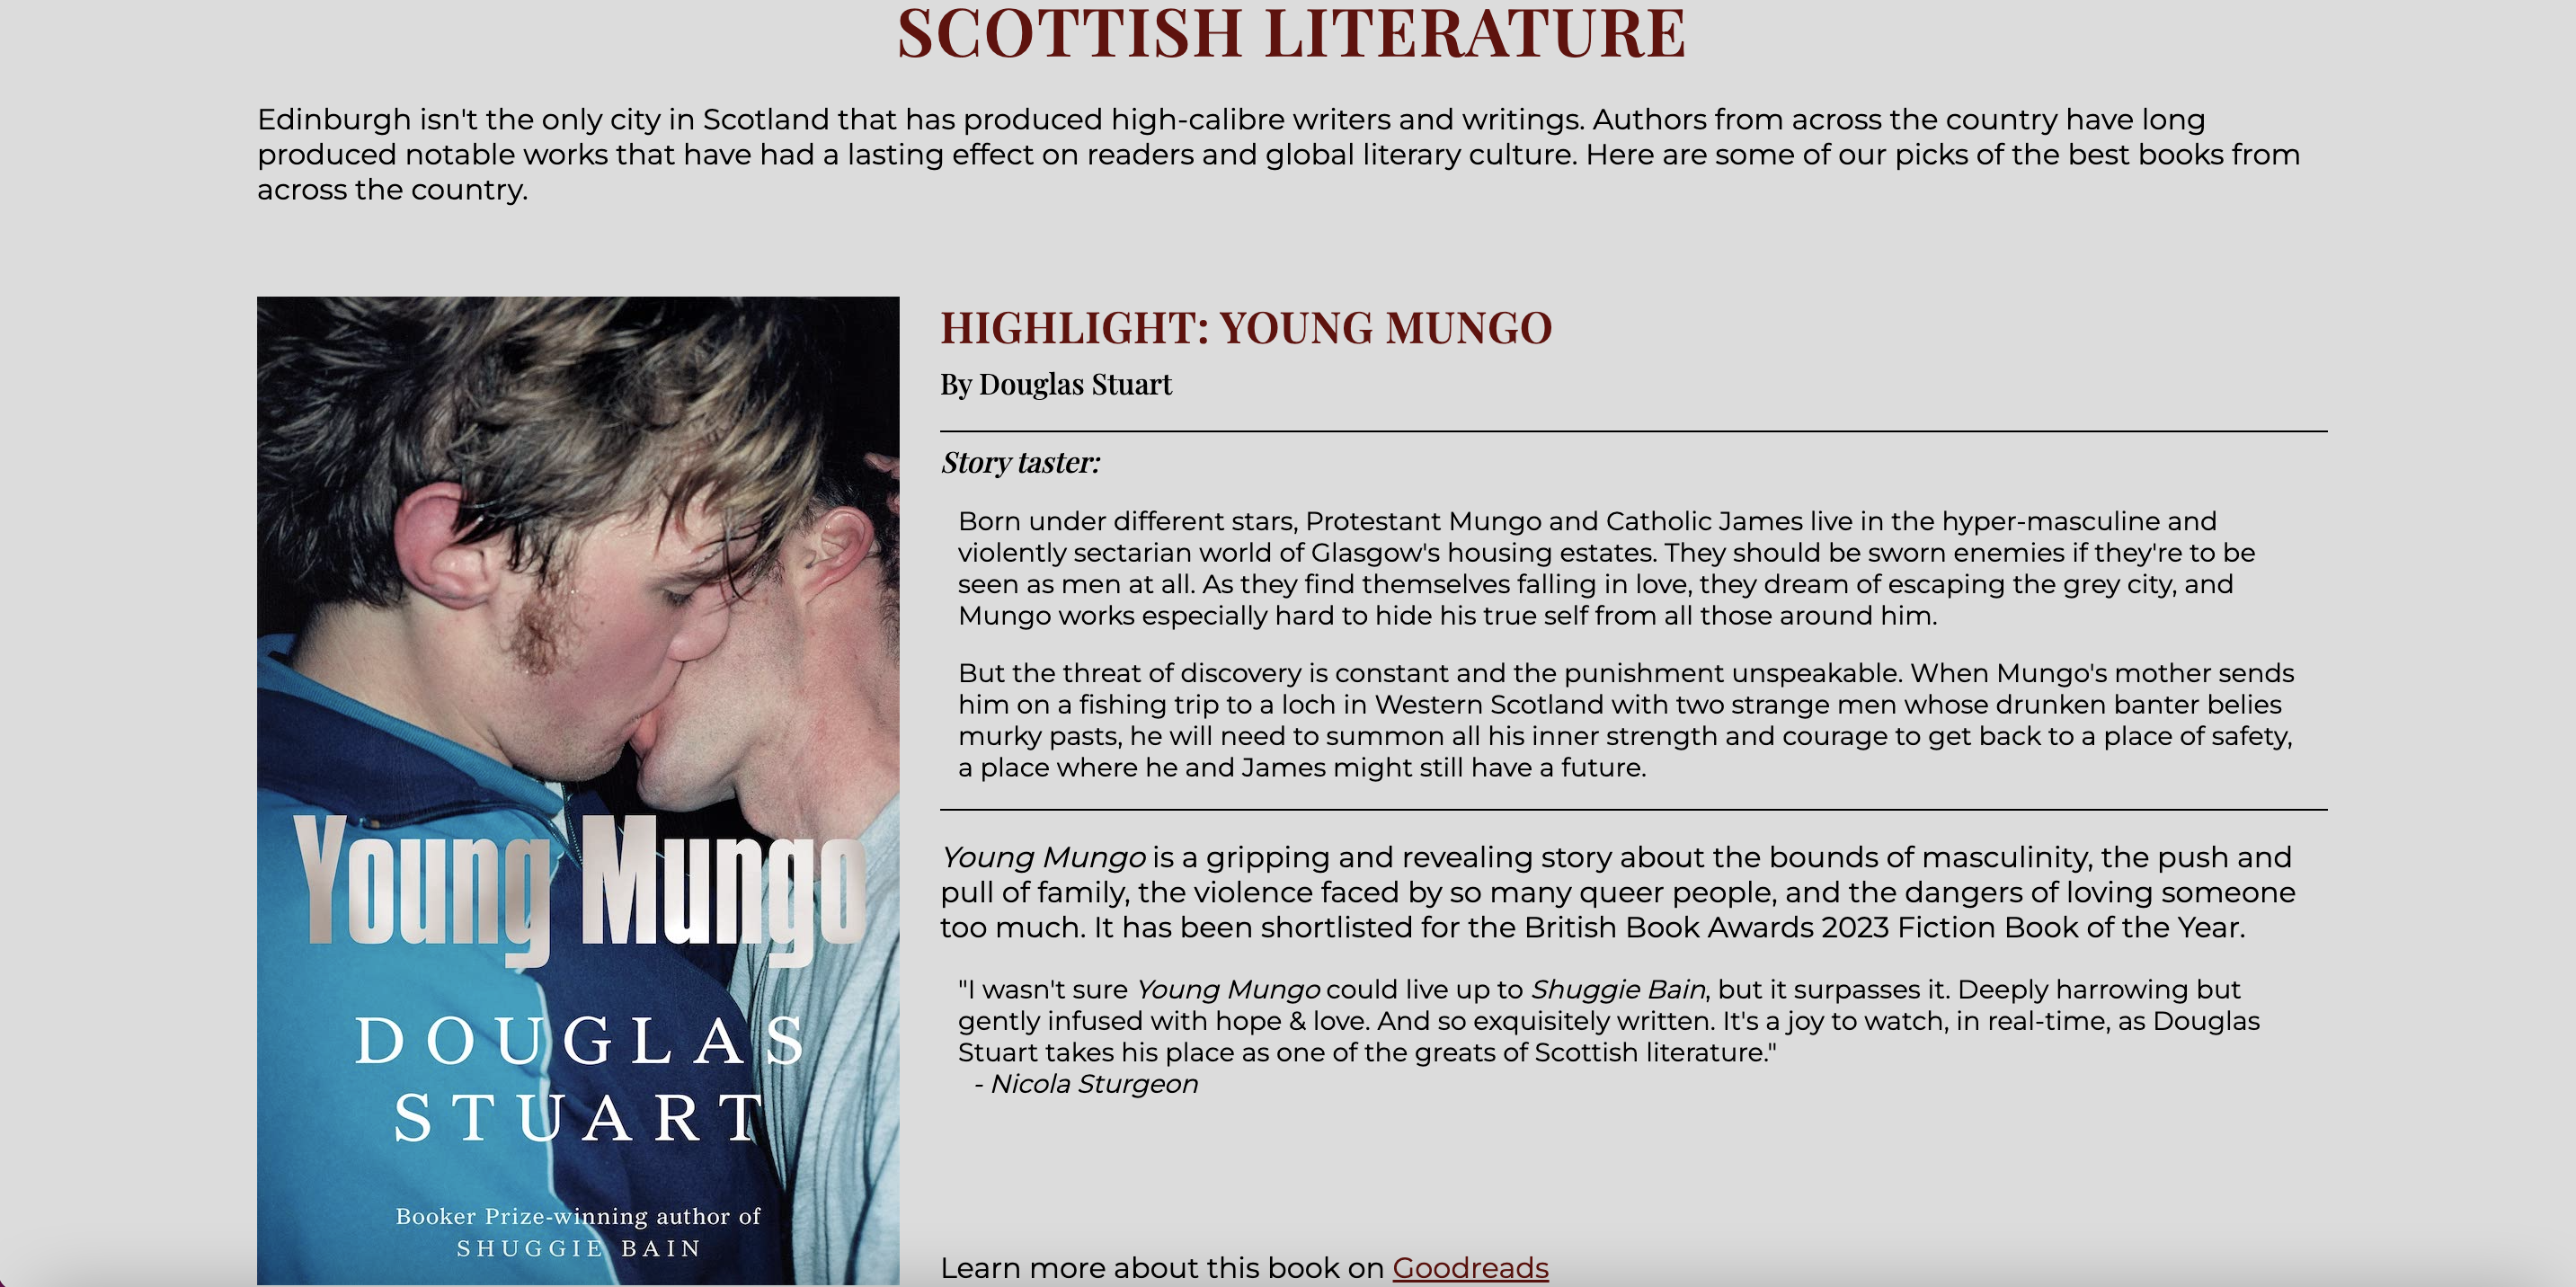 SCOTTISH LITERATURE
Edinburgh isn't the only city in Scotland that has produced high-calibre writers and writings. Authors from across the country have long
produced notable works that have had a lasting effect on readers and global literary culture. Here are some of our picks of the best books from
across the country.
Young Mungo
DOUGLAS
STUART
Booker Prize-winning author of
SHUGGIE BAIN
HIGHLIGHT: YOUNG MUNGO
By Douglas Stuart
Story taster:
Born under different stars, Protestant Mungo and Catholic James live in the hyper-masculine and
violently sectarian world of Glasgow's housing estates. They should be sworn enemies if they're to be
seen as men at all. As they find themselves falling in love, they dream of escaping the grey city, and
Mungo works especially hard to hide his true self from all those around him.
But the threat of discovery is constant and the punishment unspeakable. When Mungo's mother sends
him on a fishing trip to a loch in Western Scotland with two strange men whose drunken banter belies
murky pasts, he will need to summon all his inner strength and courage to get back to a place of safety,
a place where he and James might still have a future.
Young Mungo is a gripping and revealing story about the bounds of masculinity, the push and
pull of family, the violence faced by so many queer people, and the dangers of loving someone
too much. It has been shortlisted for the British Book Awards 2023 Fiction Book of the Year.
"I wasn't sure Young Mungo could live up to Shuggie Bain, but it surpasses it. Deeply harrowing but
gently infused with hope & love. And so exquisitely written. It's a joy to watch, in real-time, as Douglas
Stuart takes his place as one of the greats of Scottish literature."
- Nicola Sturgeon
Learn more about this book on Goodreads